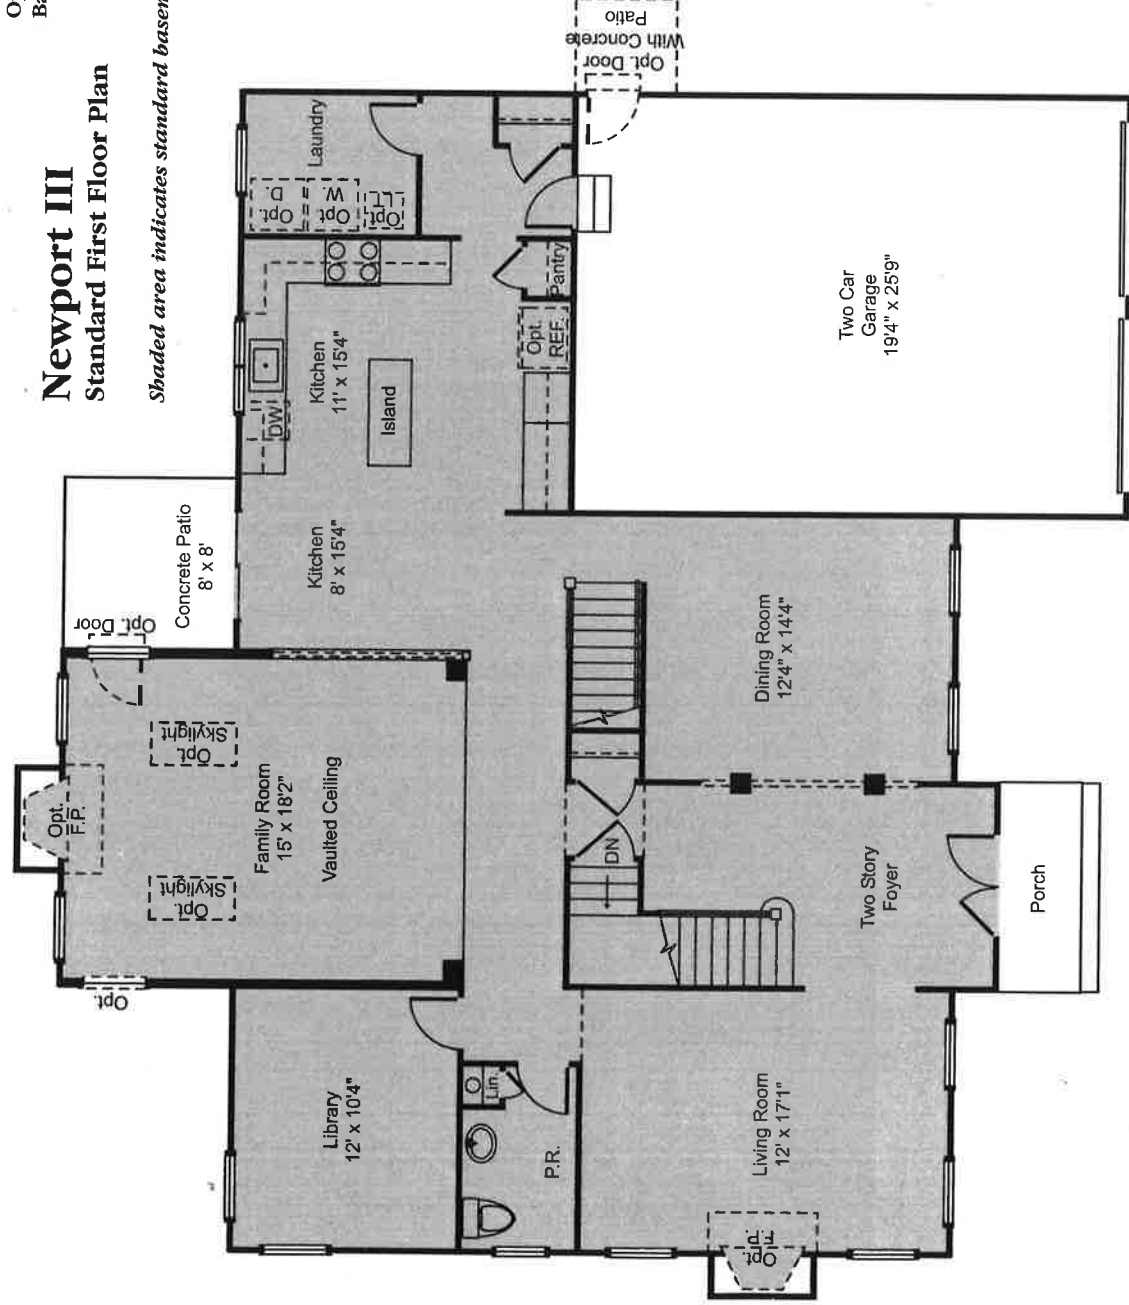 Newport III
Standard First Floor Plan
Shaded area indicates standard
Opt. Door
With Concrete
Patio
Laundry
Opt.
D.
Opt
W.
Opt
LT
Pantry
Opt.
REF.
Kitchen
11' x 15'4"
Island
DW
Two Car
Garage
19'4" x 25'9"
Concrete Patio
8' x 8'
Kitchen
8' x 15'4"
Opt.
Door
Opt.
Skylight
Opt.
F.P.
Family Room
15' x 18'2"
Vaulted Ceiling
Opt.
Skylight
Opt.
Dining Room
12'4" x 14'4"
DN
Two Story
Foyer
Porch
Library
12' x 10'4"
Lin.
P.R.
Living Room
12' x 17'1"
Opt.
F.P.